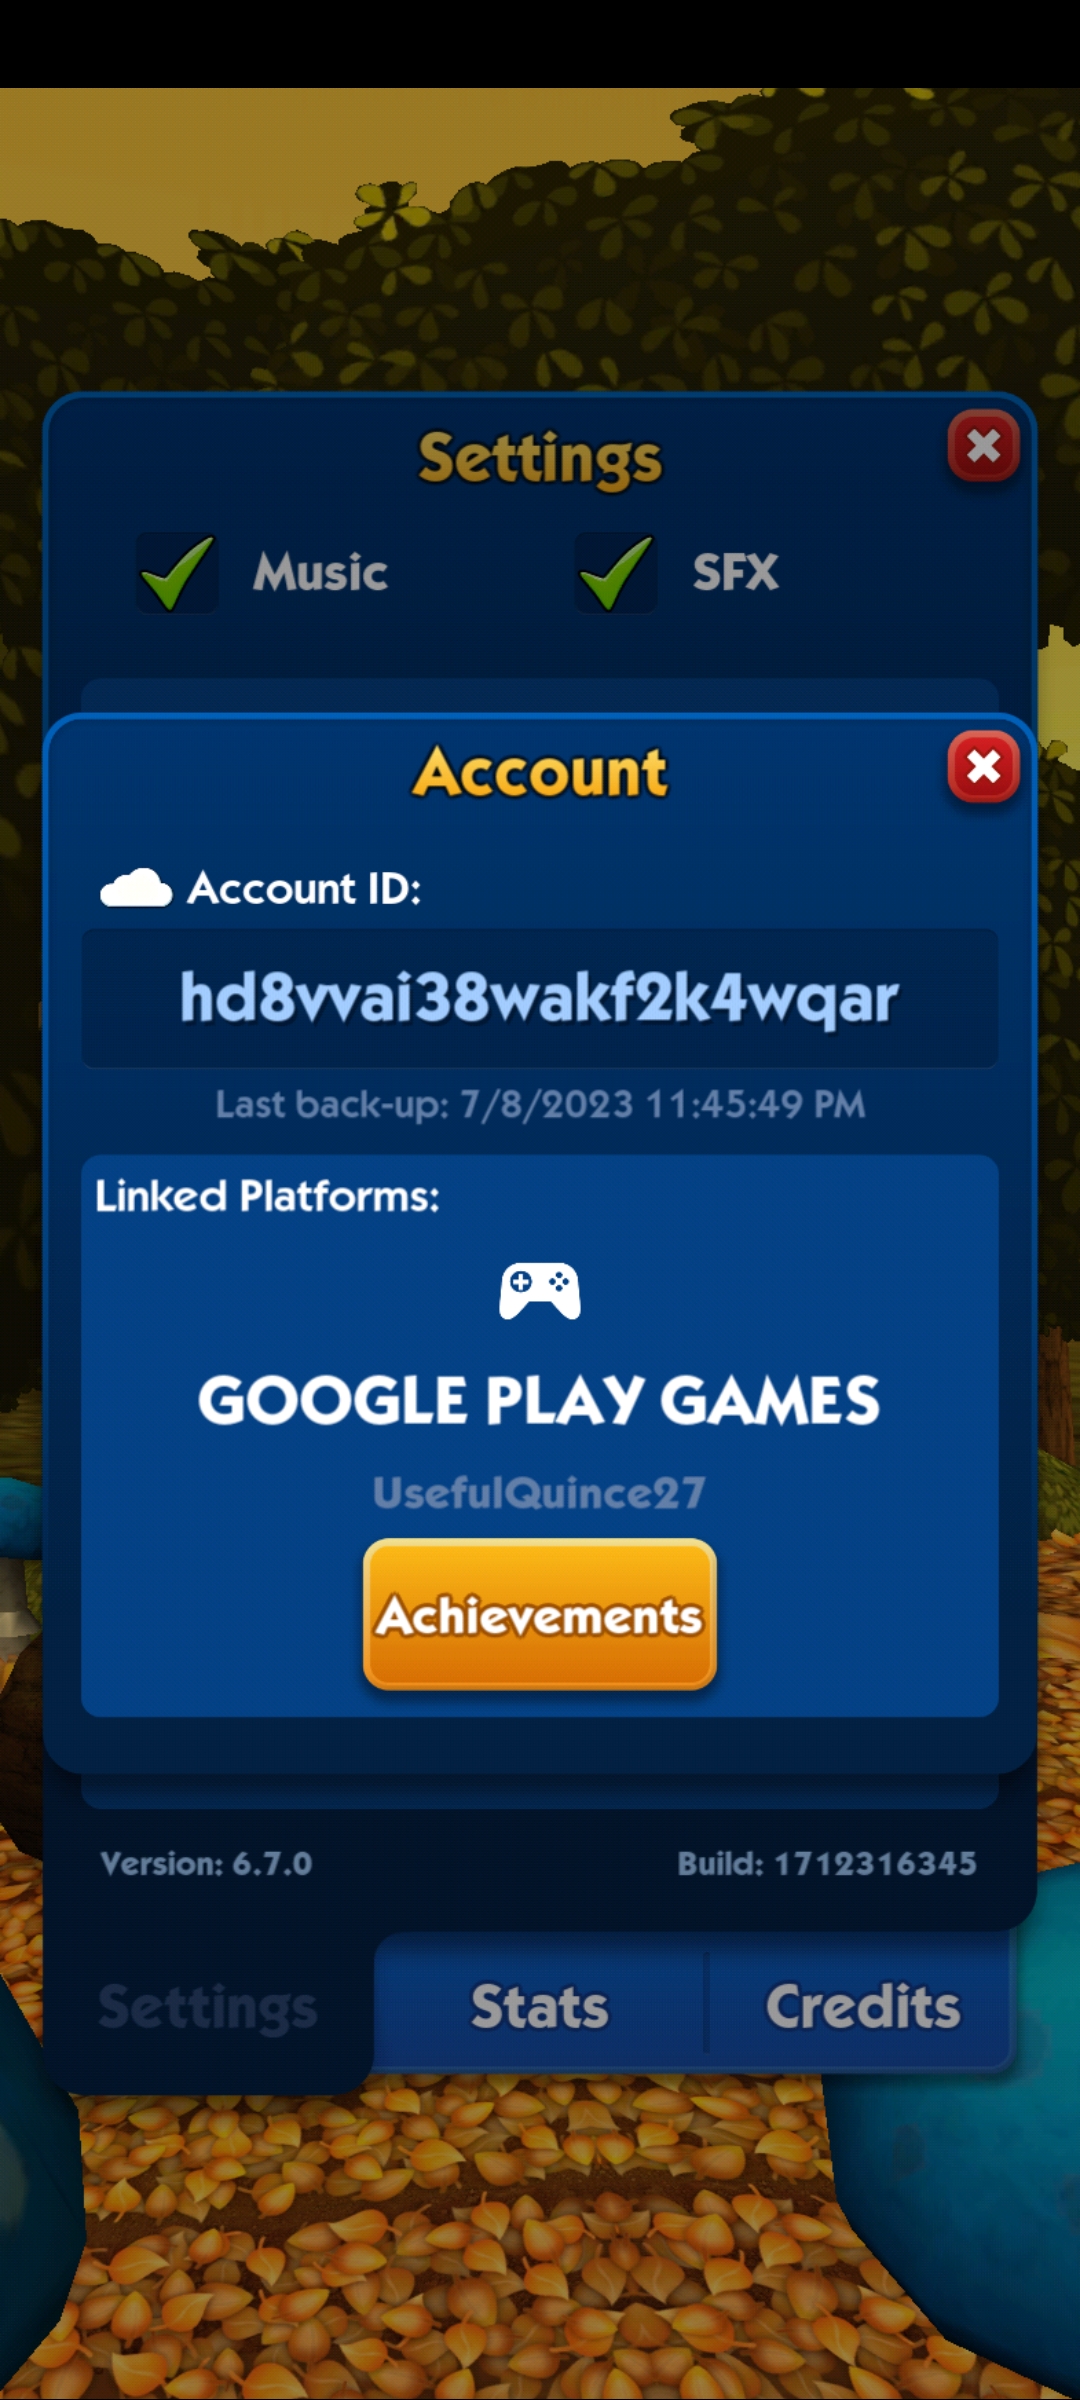 Settings
Music SFX
Account
Account ID:
hd8vvai38wakf2k4wqar
Last back-up: 7/8/2023 11:45:49 PM
Linked Platforms:
GOOGLE PLAY GAMES
UsefulQuince27
Achievements
Version: 6.7.0 Build: 1712316345
Settings Stats Credits